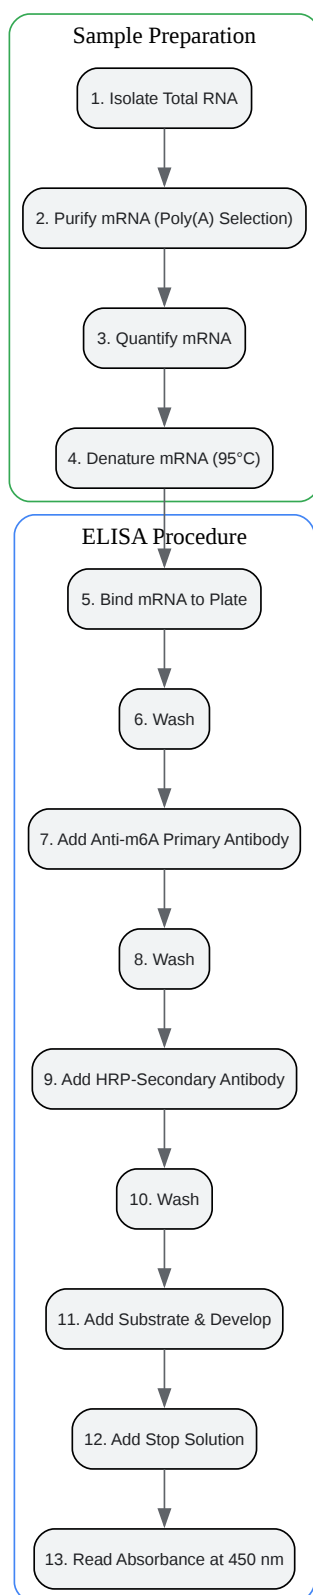 Sample Preparation
1. Isolate Total RNA
2. Purify mRNA (Poly(A) Selection)
3. Quantify mRNA
4. Denature mRNA (95°C)
ELISA Procedure
5. Bind mRNA to Plate
6. Wash
7. Add Anti-m6A Primary Antibody
8. Wash
9. Add HRP-Secondary Antibody
10. Wash
11. Add Substrate & Develop
12. Add Stop Solution
13. Read Absorbance at 450 nm